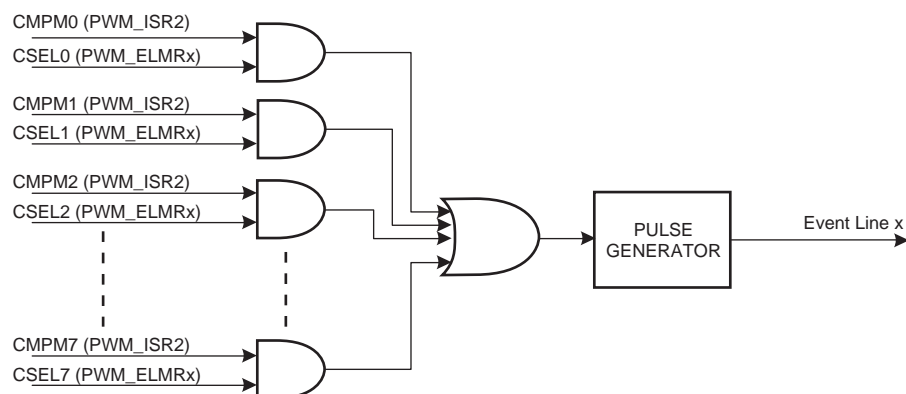 CMPM0 (PWM_ISR2)
CSEL0 (PWM_ELMRx)
CMPM1 (PWM_ISR2)
CSEL1 (PWM_ELMRx)
CMPM2 (PWM_ISR2)
CSEL2 (PWM_ELMRx)
PULSE
GENERATOR
Event Line x
CMPM7 (PWM_ISR2)
CSEL7 (PWM_ELMRx)